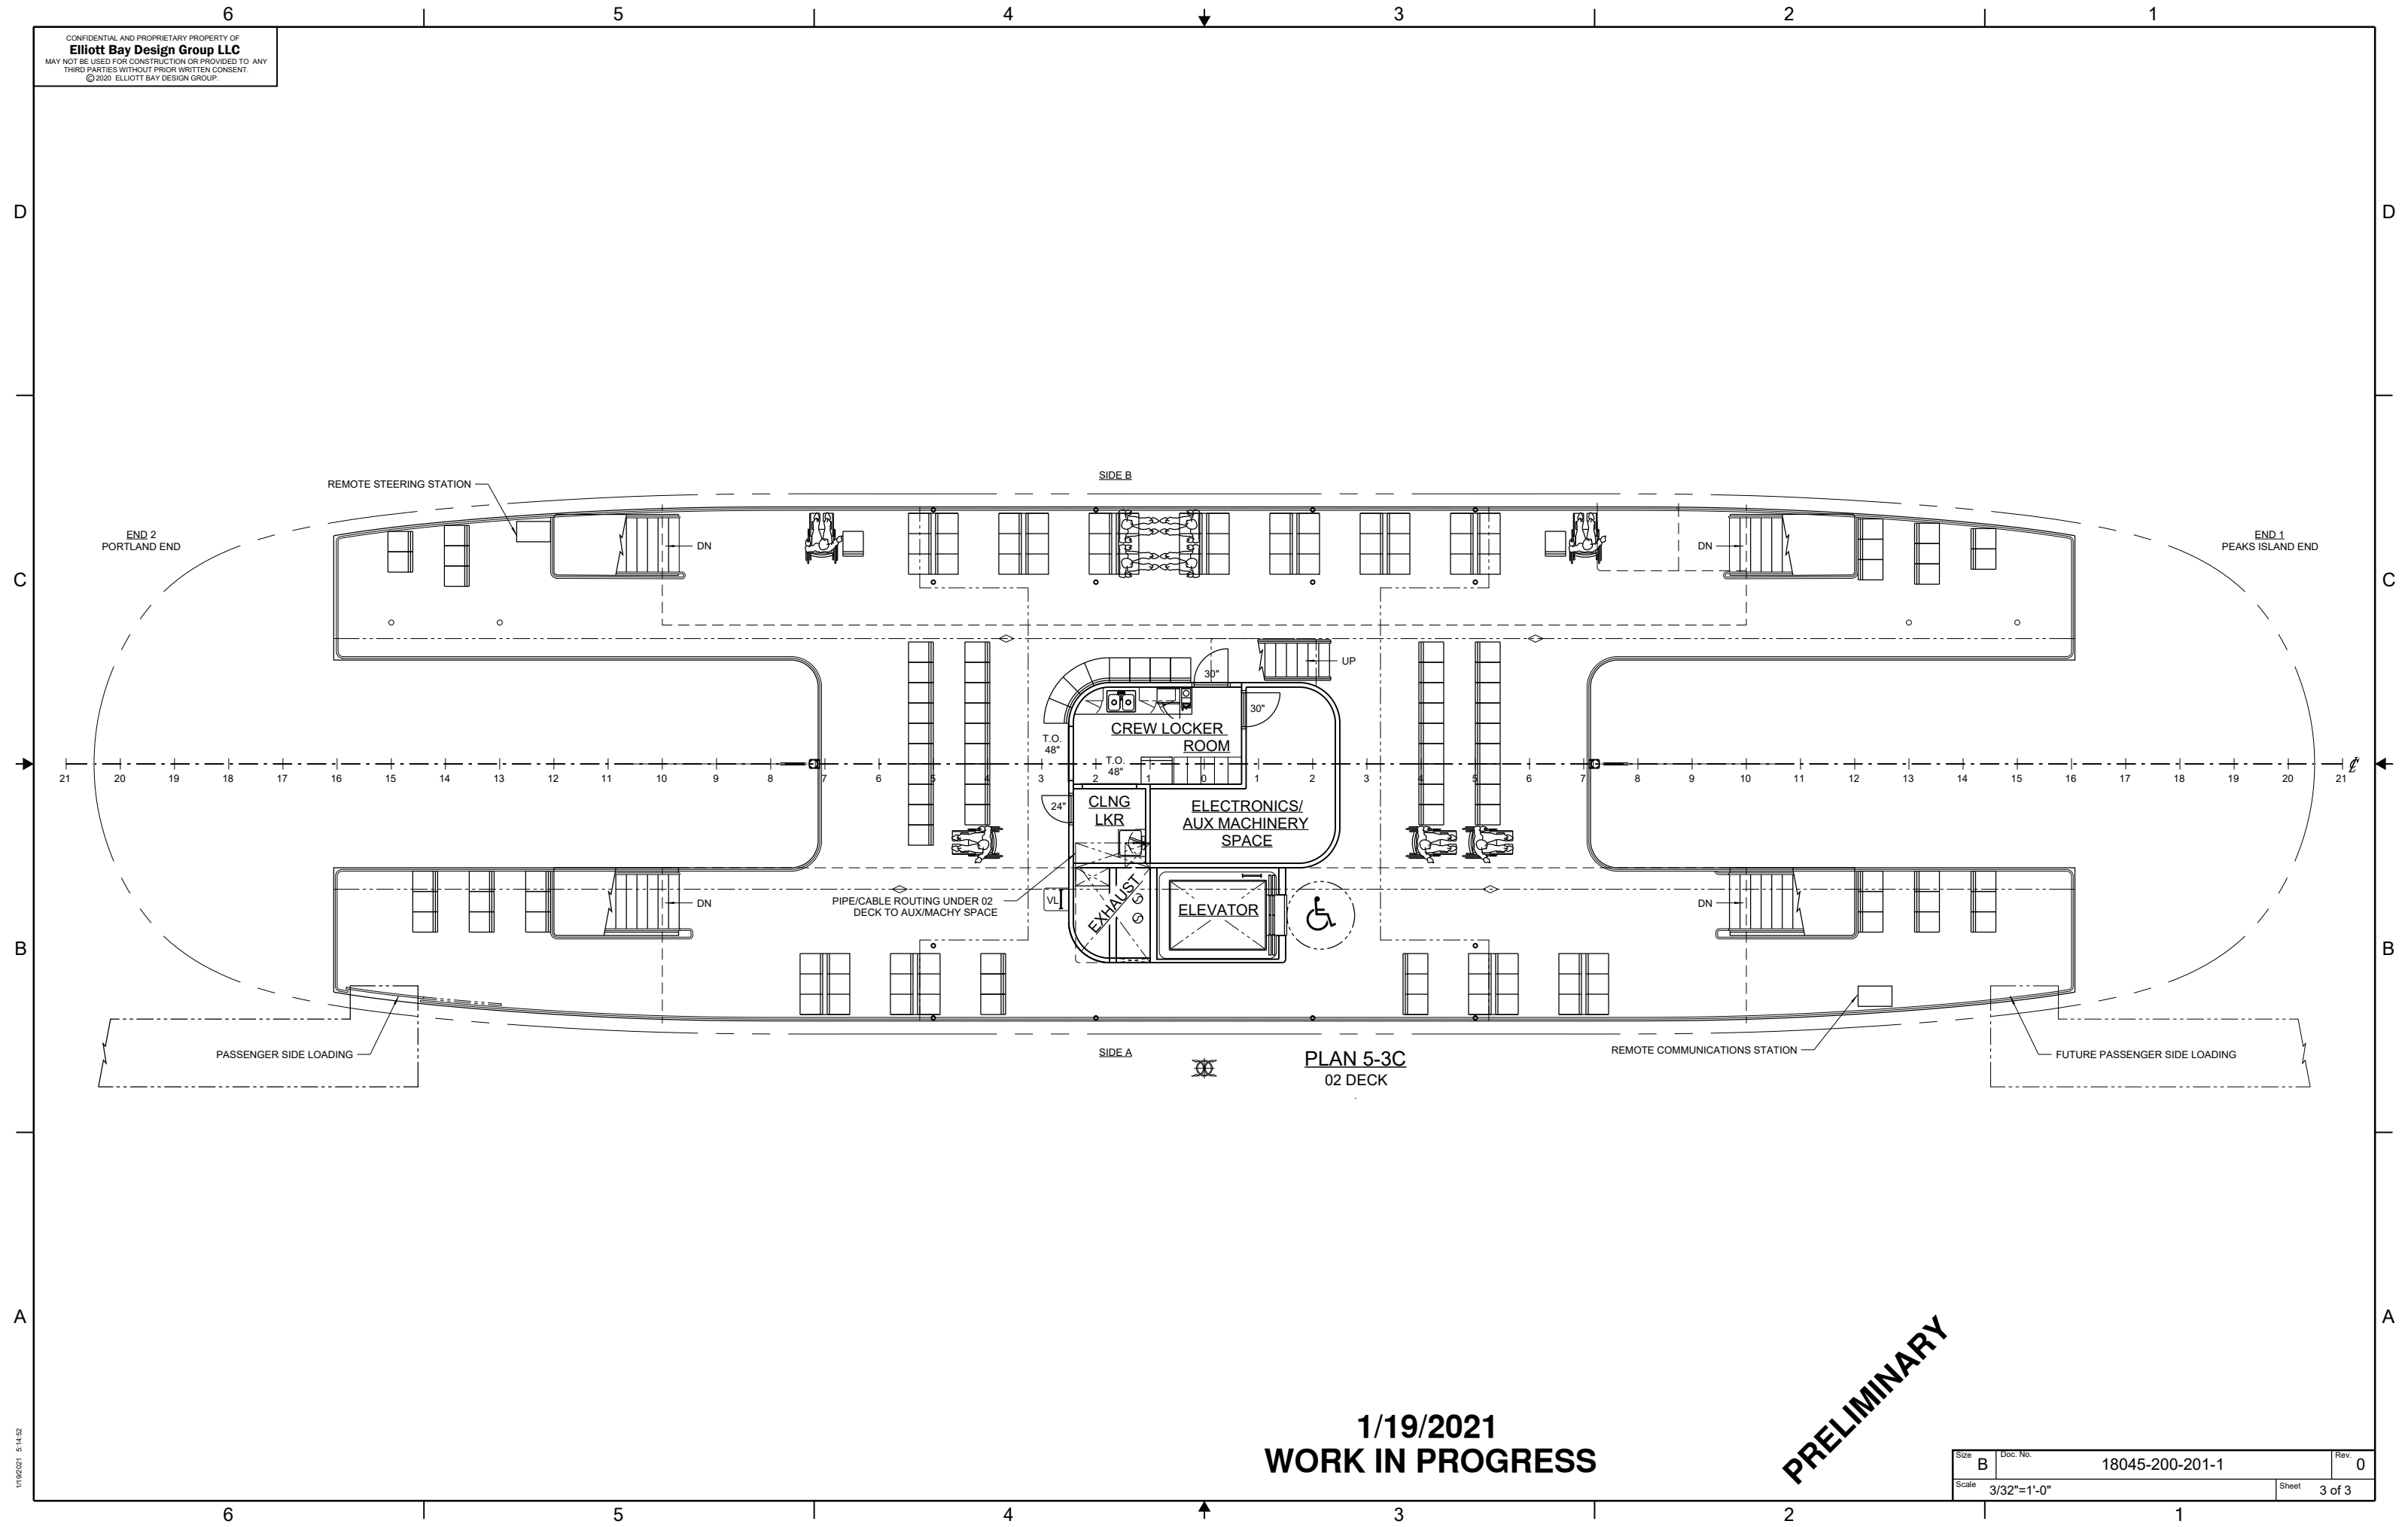 6 5 4 3 2 1
CONFIDENTIAL AND PROPRIETARY PROPERTY OF
Elliott Bay Design Group LLC
MAY NOT BE USED FOR CONSTRUCTION OR PROVIDED TO ANY
THIRD PARTIES WITHOUT PRIOR WRITTEN CONSENT.
© 2020 ELLIOTT BAY DESIGN GROUP.
D D
SIDE B
REMOTE STEERING STATION
END 2
PORTLAND END
END 1
PEAKS ISLAND END
DN
DN
C C
UP
30"
30"
CREW LOCKER
ROOM
T.O.
48"
T.O.
48"
21 20 19 18 17 16 15 14 13 12 11 10 9 8 7 6 5 4 3 2 1 0 1 2 3 4 5 6 7 8 9 10 11 12 13 14 15 16 17 18 19 20 21
24"
CLNG
LKR
ELECTRONICS/
AUX MACHINERY
SPACE
DN
PIPE/CABLE ROUTING UNDER 02
DECK TO AUX/MACHY SPACE
VL
EXHAUST
ELEVATOR
DN
B B
PASSENGER SIDE LOADING
SIDE A
PLAN 5-3C
02 DECK
REMOTE COMMUNICATIONS STATION
FUTURE PASSENGER SIDE LOADING
A A
1/19/2021
WORK IN PROGRESS
PRELIMINARY
1/19/2021 5:14:52
Size B Doc. No. 18045-200-201-1 Rev. 0
Scale 3/32"=1'-0" Sheet 3 of 3
6 5 4 3 2 1